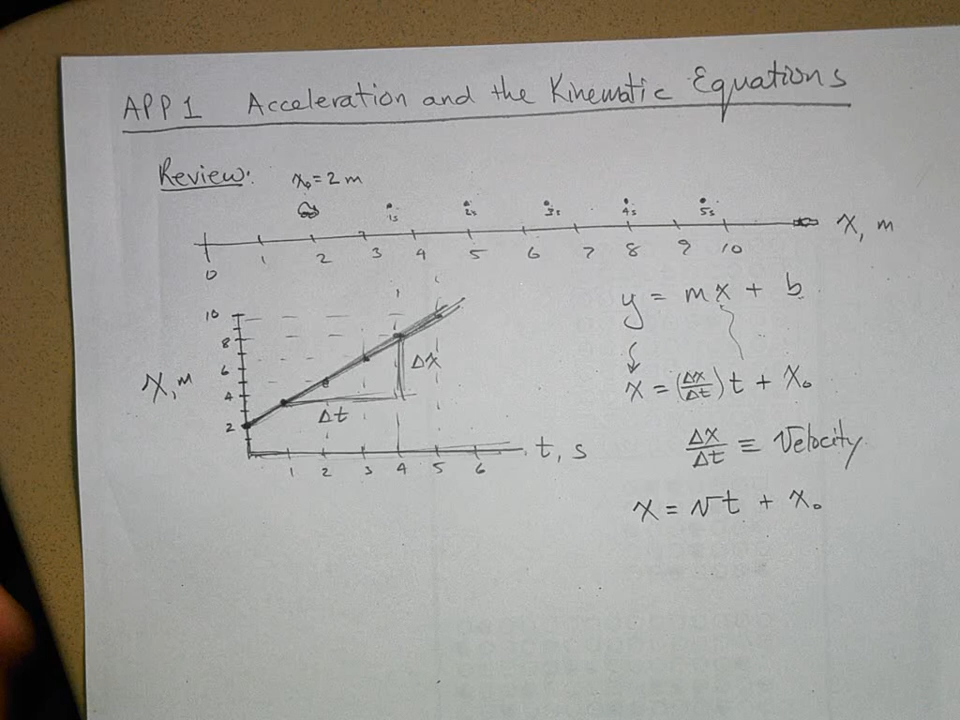 APP 1 Acceleration and the Kinematic Equations
Review:
x₀ = 2 m
1s 2s 3s 4s 5s
0 1 2 3 4 5 6 7 8 9 10
X, m
10
8
6
4
2
X, m
Δx
Δt
1 2 3 4 5 6
t, s
y = mx + b
x = (Δx/Δt) t + x₀
Δx/Δt ≡ Velocity
x = vt + x₀